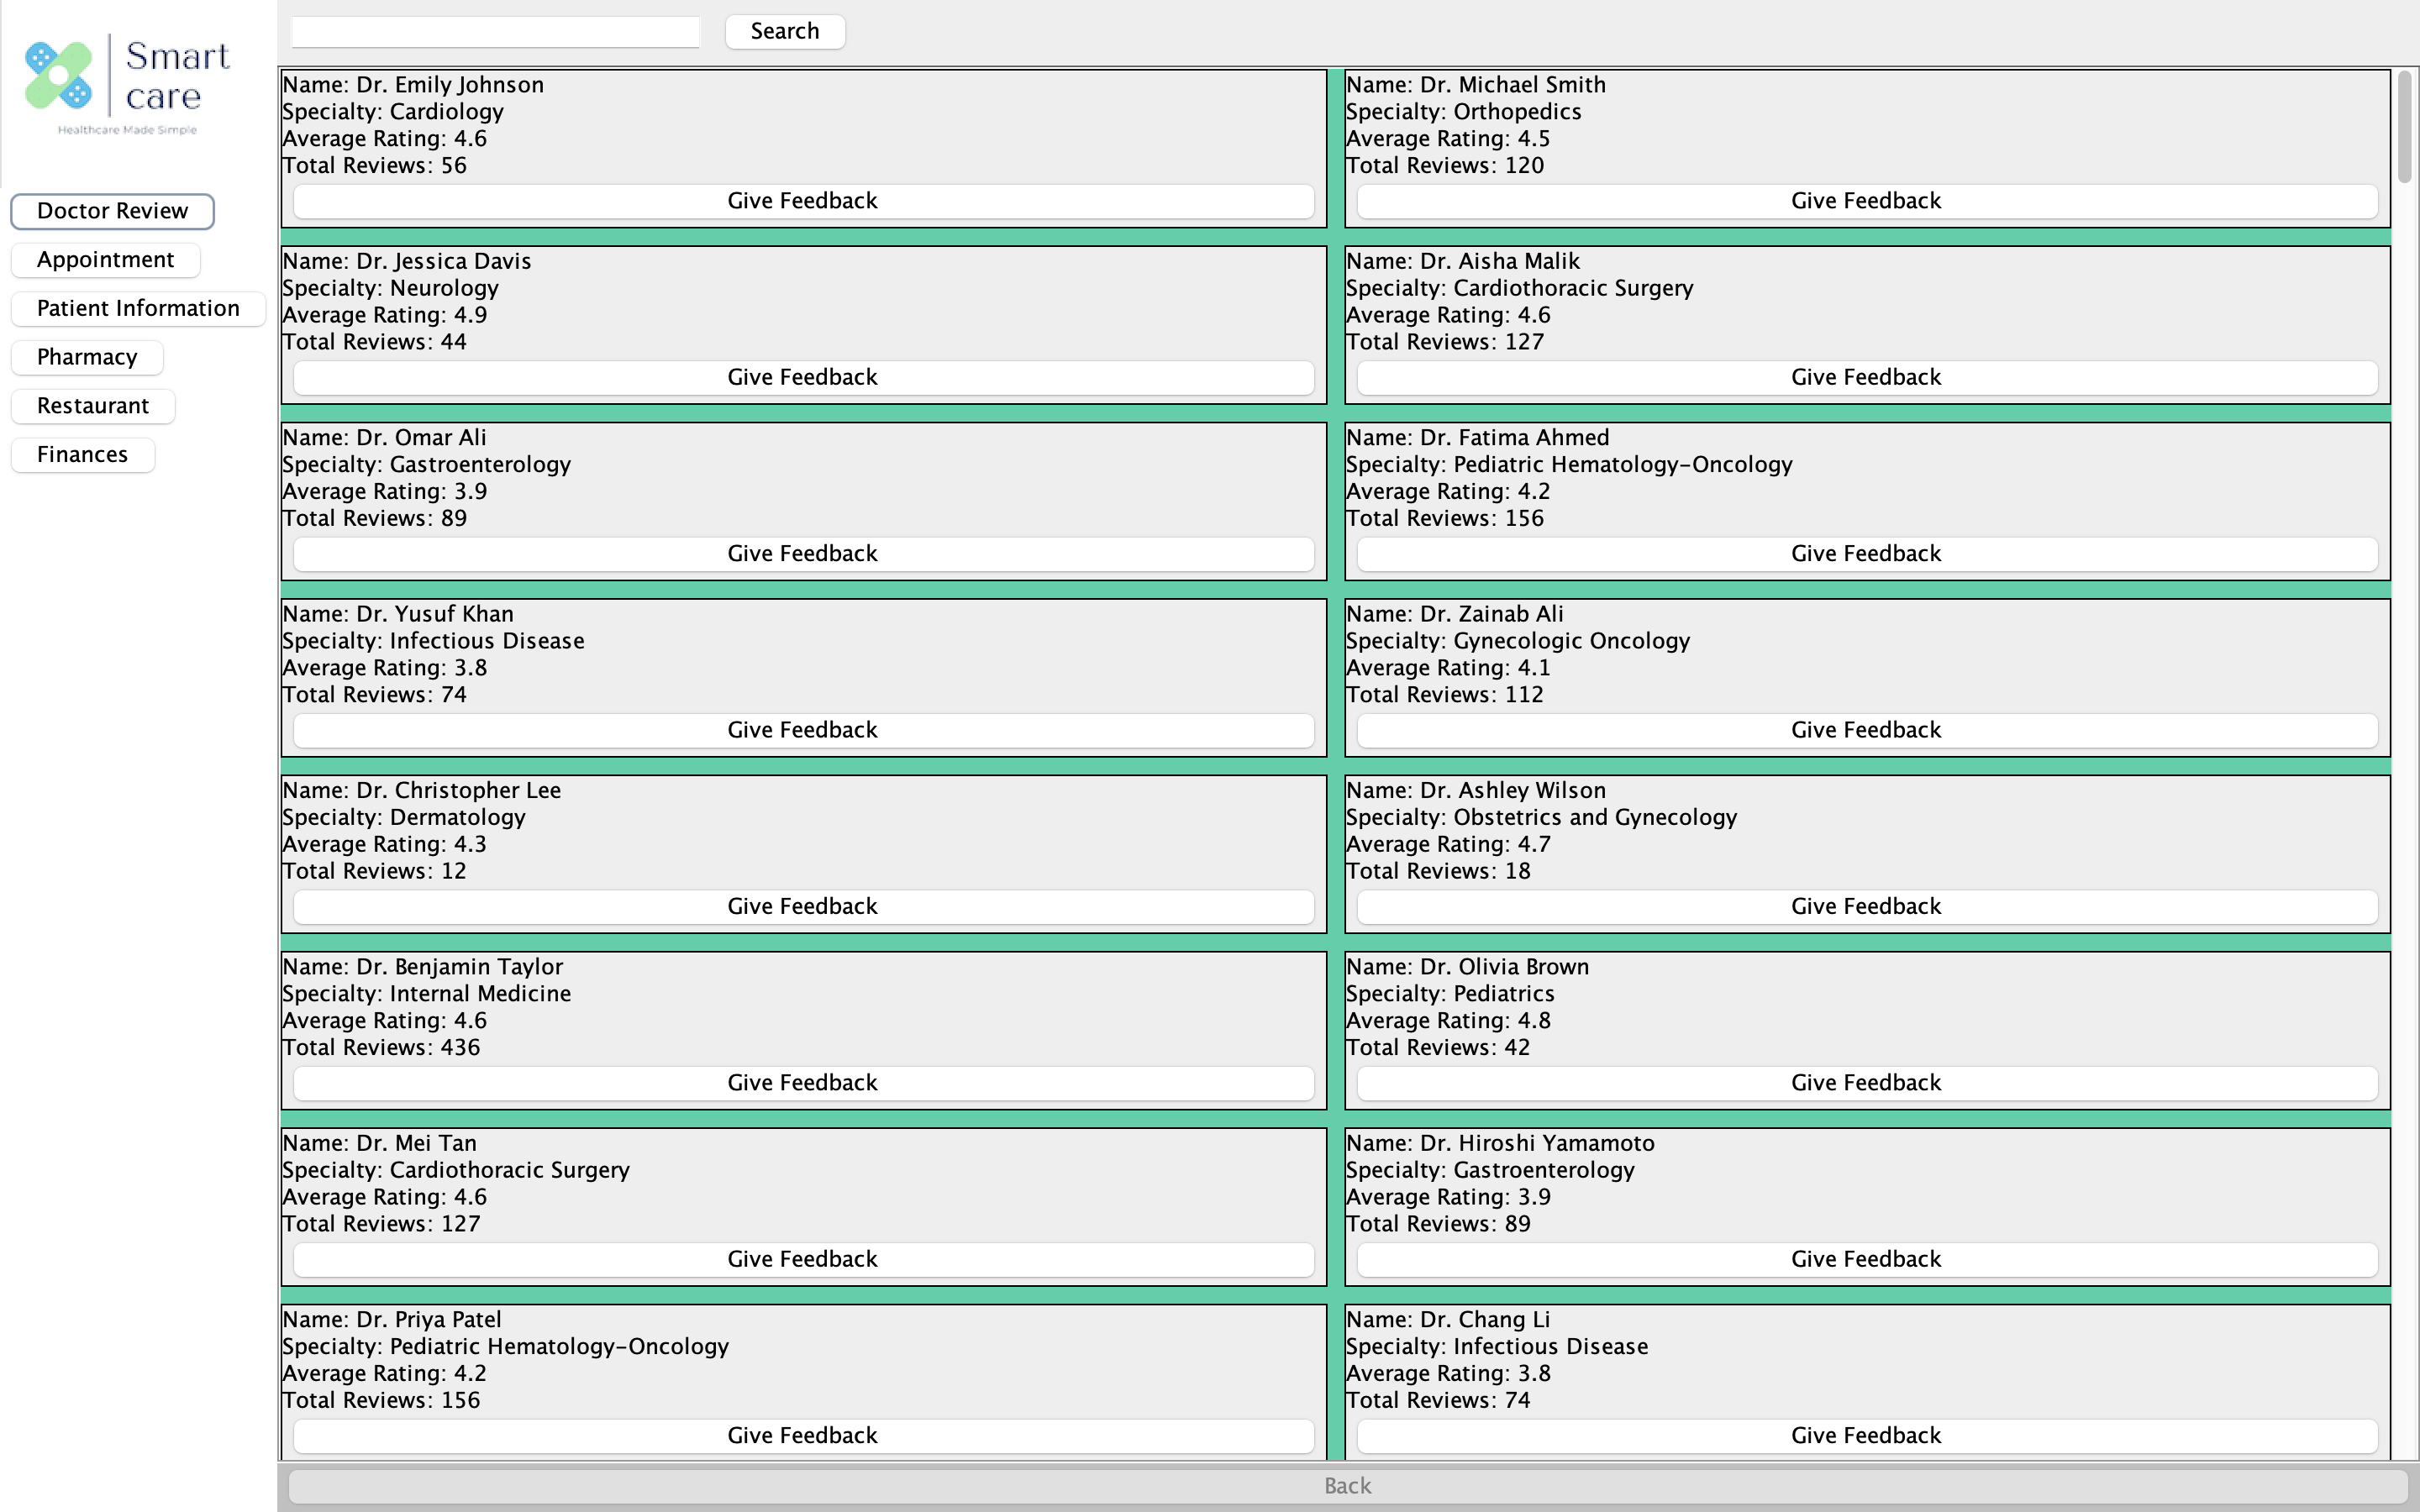 Smart
care
Healthcare Made Simple
Doctor Review
Appointment
Patient Information
Pharmacy
Restaurant
Finances
Search
Name: Dr. Emily Johnson
Specialty: Cardiology
Average Rating: 4.6
Total Reviews: 56
Give Feedback
Name: Dr. Michael Smith
Specialty: Orthopedics
Average Rating: 4.5
Total Reviews: 120
Give Feedback
Name: Dr. Jessica Davis
Specialty: Neurology
Average Rating: 4.9
Total Reviews: 44
Give Feedback
Name: Dr. Aisha Malik
Specialty: Cardiothoracic Surgery
Average Rating: 4.6
Total Reviews: 127
Give Feedback
Name: Dr. Omar Ali
Specialty: Gastroenterology
Average Rating: 3.9
Total Reviews: 89
Give Feedback
Name: Dr. Fatima Ahmed
Specialty: Pediatric Hematology-Oncology
Average Rating: 4.2
Total Reviews: 156
Give Feedback
Name: Dr. Yusuf Khan
Specialty: Infectious Disease
Average Rating: 3.8
Total Reviews: 74
Give Feedback
Name: Dr. Zainab Ali
Specialty: Gynecologic Oncology
Average Rating: 4.1
Total Reviews: 112
Give Feedback
Name: Dr. Christopher Lee
Specialty: Dermatology
Average Rating: 4.3
Total Reviews: 12
Give Feedback
Name: Dr. Ashley Wilson
Specialty: Obstetrics and Gynecology
Average Rating: 4.7
Total Reviews: 18
Give Feedback
Name: Dr. Benjamin Taylor
Specialty: Internal Medicine
Average Rating: 4.6
Total Reviews: 436
Give Feedback
Name: Dr. Olivia Brown
Specialty: Pediatrics
Average Rating: 4.8
Total Reviews: 42
Give Feedback
Name: Dr. Mei Tan
Specialty: Cardiothoracic Surgery
Average Rating: 4.6
Total Reviews: 127
Give Feedback
Name: Dr. Hiroshi Yamamoto
Specialty: Gastroenterology
Average Rating: 3.9
Total Reviews: 89
Give Feedback
Name: Dr. Priya Patel
Specialty: Pediatric Hematology-Oncology
Average Rating: 4.2
Total Reviews: 156
Give Feedback
Name: Dr. Chang Li
Specialty: Infectious Disease
Average Rating: 3.8
Total Reviews: 74
Give Feedback
Back